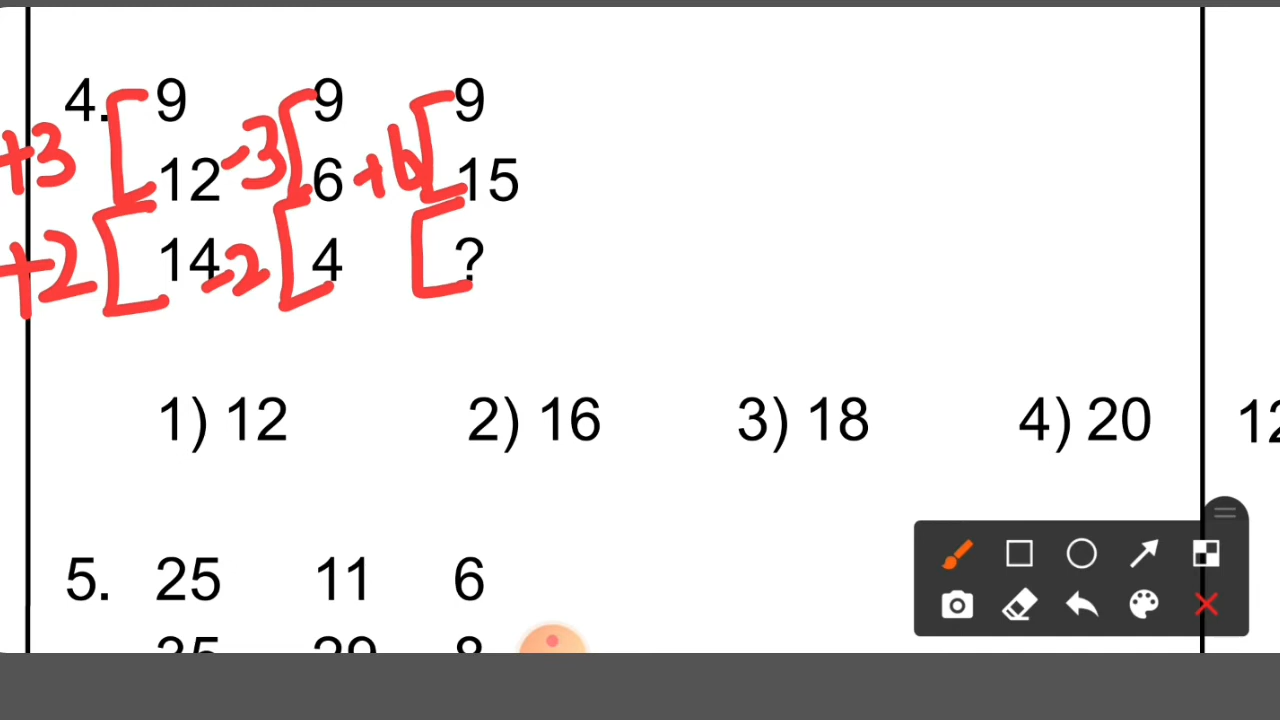 4. 9 9 9
+3 -3 +6
12 6 15
+2 14 -2 4 ?
1) 12 2) 16 3) 18 4) 20 12
5. 25 11 6